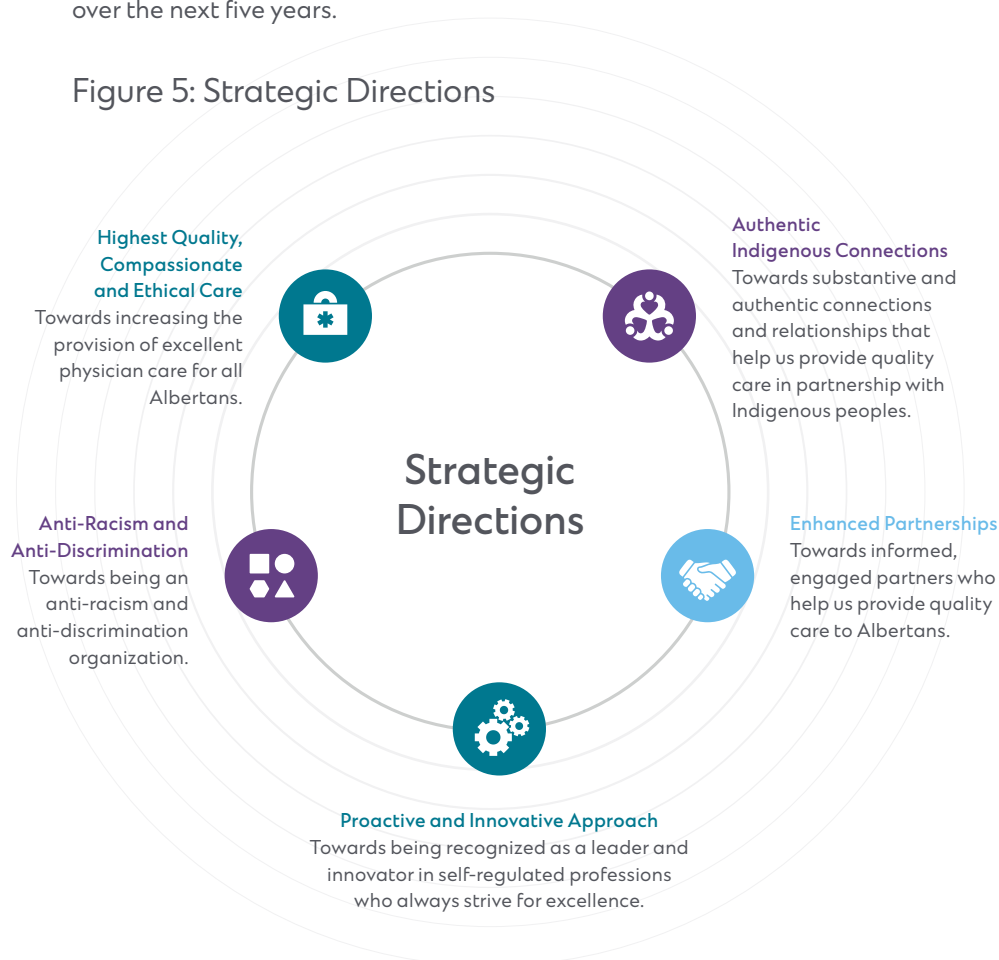 over the next five years.
Figure 5: Strategic Directions
Highest Quality,
Compassionate
and Ethical Care
Towards increasing the
provision of excellent
physician care for all
Albertans.
Authentic
Indigenous Connections
Towards substantive and
authentic connections
and relationships that
help us provide quality
care in partnership with
Indigenous peoples.
Strategic
Directions
Anti-Racism and
Anti-Discrimination
Towards being an
anti-racism and
anti-discrimination
organization.
Enhanced Partnerships
Towards informed,
engaged partners who
help us provide quality
care to Albertans.
Proactive and Innovative Approach
Towards being recognized as a leader and
innovator in self-regulated professions
who always strive for excellence.